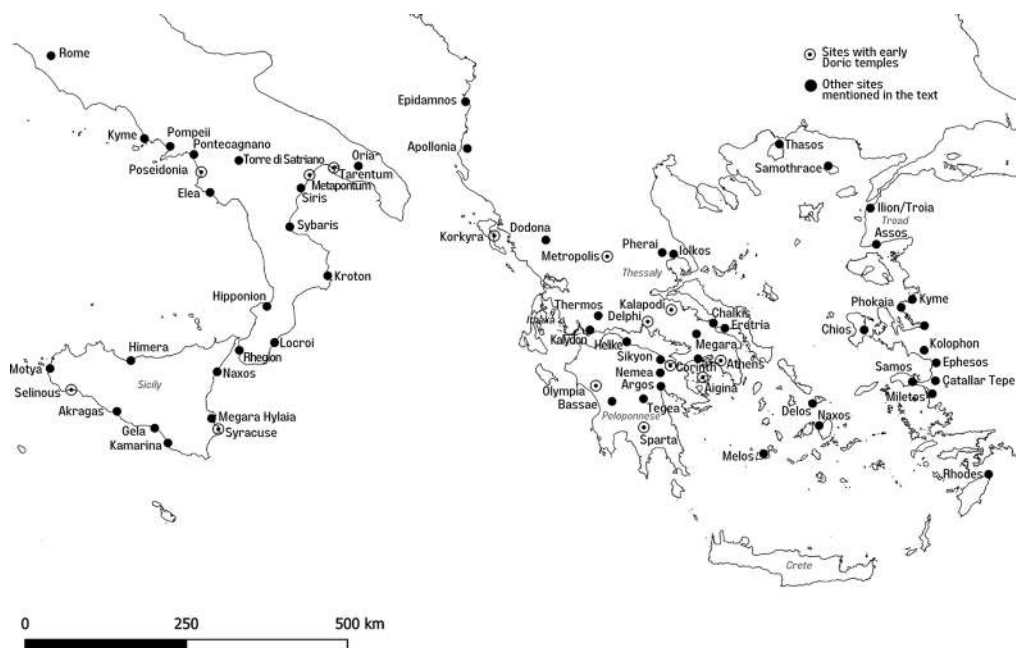 Rome
Sites with early
Doric temples
Other sites
mentioned in the text
Epidamnos
Kyme
Pompeii
Pontecagnano
Apollonia
Thasos
Samothrace
Torre di Satriano
Oria
Tarentum
Metapontum
Poseidonia
Elea
Siris
Ilion/Troia
Troad
Assos
Sybaris
Korkyra
Dodona
Metropolis
Pherai
Iolkos
Thessaly
Kroton
Hipponion
Thermos
Kalapodi
Delphi
Chalkis
Eretria
Phokaia
Kyme
Chios
Ithaka
Kalydon
Helike
Megara
Kolophon
Himera
Rhegion
Locroi
Sikyon
Corinth
Athens
Ephesos
Motya
Sicily
Naxos
Nemea
Aigina
Samos
Çatallar Tepe
Selinous
Olympia
Argos
Miletos
Bassae
Tegea
Delos
Naxos
Akragas
Megara Hylaia
Peloponnese
Gela
Syracuse
Sparta
Kamarina
Melos
Rhodes
Crete
0 250 500 km